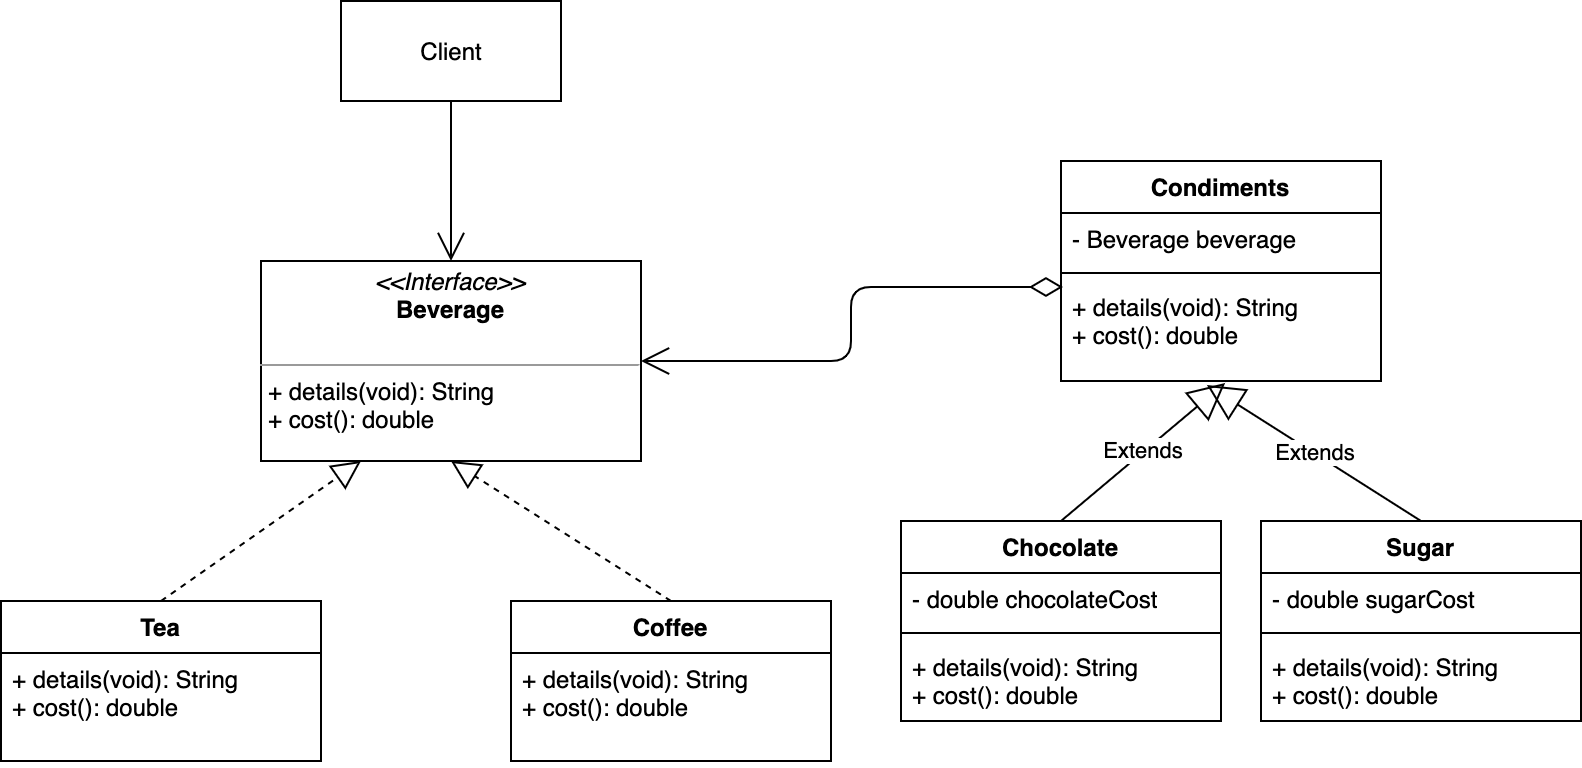 Client
<<Interface>>
Beverage
+ details(void): String
+ cost(): double
Condiments
- Beverage beverage
+ details(void): String
+ cost(): double
Extends
Extends
Tea
+ details(void): String
+ cost(): double
Coffee
+ details(void): String
+ cost(): double
Chocolate
- double chocolateCost
+ details(void): String
+ cost(): double
Sugar
- double sugarCost
+ details(void): String
+ cost(): double